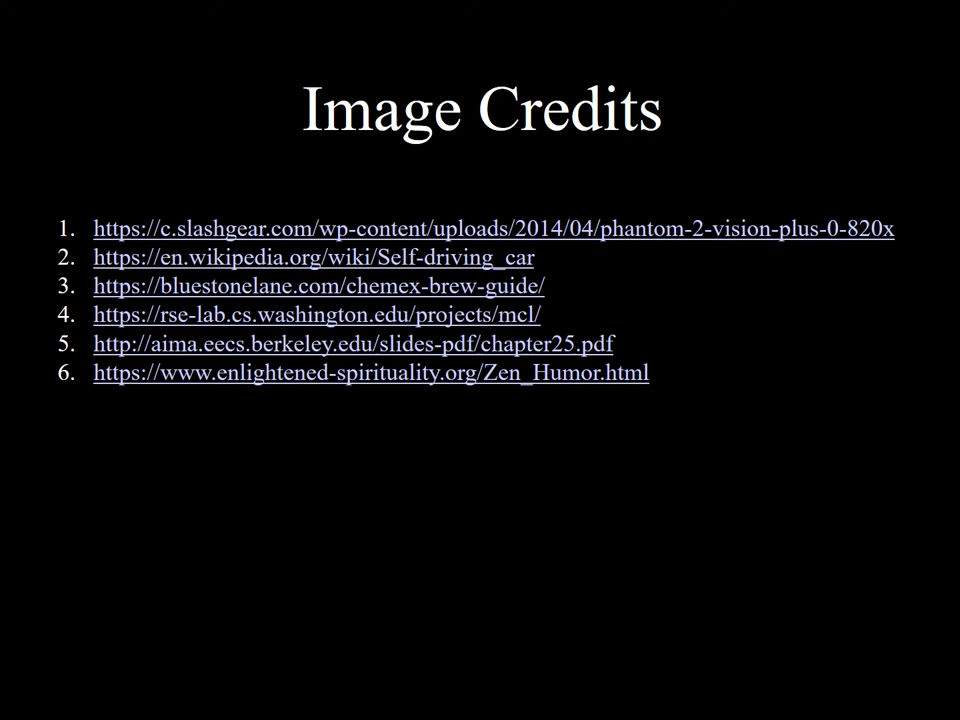 Image Credits
1. https://c.slashgear.com/wp-content/uploads/2014/04/phantom-2-vision-plus-0-820x
2. https://en.wikipedia.org/wiki/Self-driving_car
3. https://bluestonelane.com/chemex-brew-guide/
4. https://rse-lab.cs.washington.edu/projects/mcl/
5. http://aima.eecs.berkeley.edu/slides-pdf/chapter25.pdf
6. https://www.enlightened-spirituality.org/Zen_Humor.html